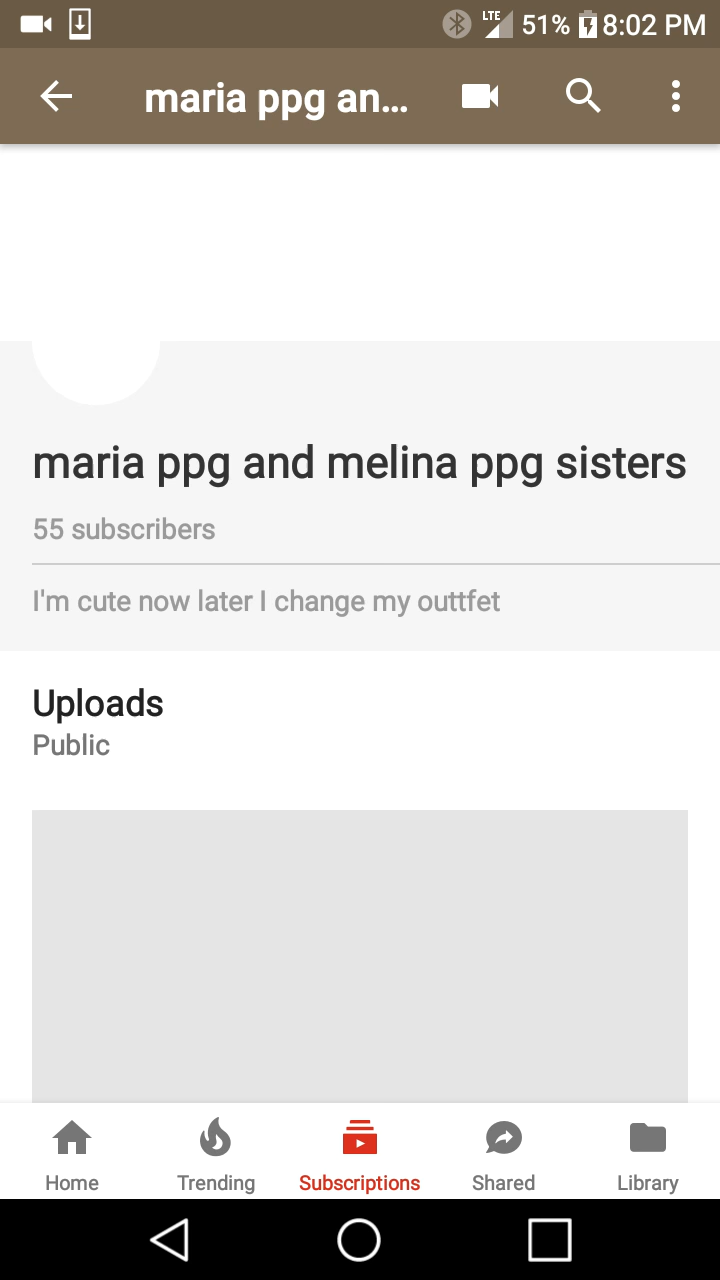 LTE 51% 8:02 PM
maria ppg an...
maria ppg and melina ppg sisters
55 subscribers
I'm cute now later I change my outtfet
Uploads
Public
Home Trending Subscriptions Shared Library